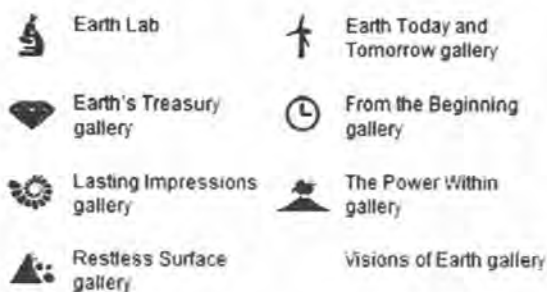 Earth Lab
Earth Today and
Tomorrow gallery
Earth's Treasury
gallery
From the Beginning
gallery
Lasting Impressions
gallery
The Power Within
gallery
Restless Surface
gallery
Visions of Earth gallery